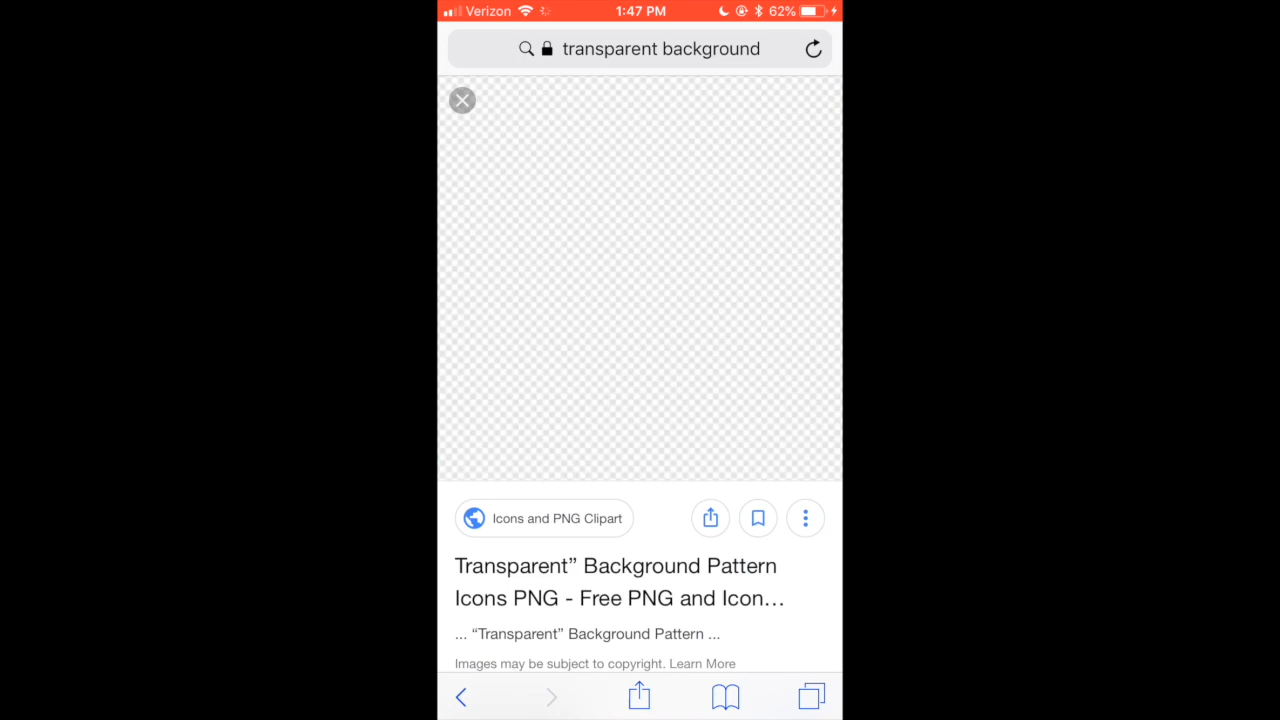 Verizon 1:47 PM 62%
transparent background
Icons and PNG Clipart
Transparent” Background Pattern
Icons PNG - Free PNG and Icon...
... “Transparent” Background Pattern ...
Images may be subject to copyright. Learn More